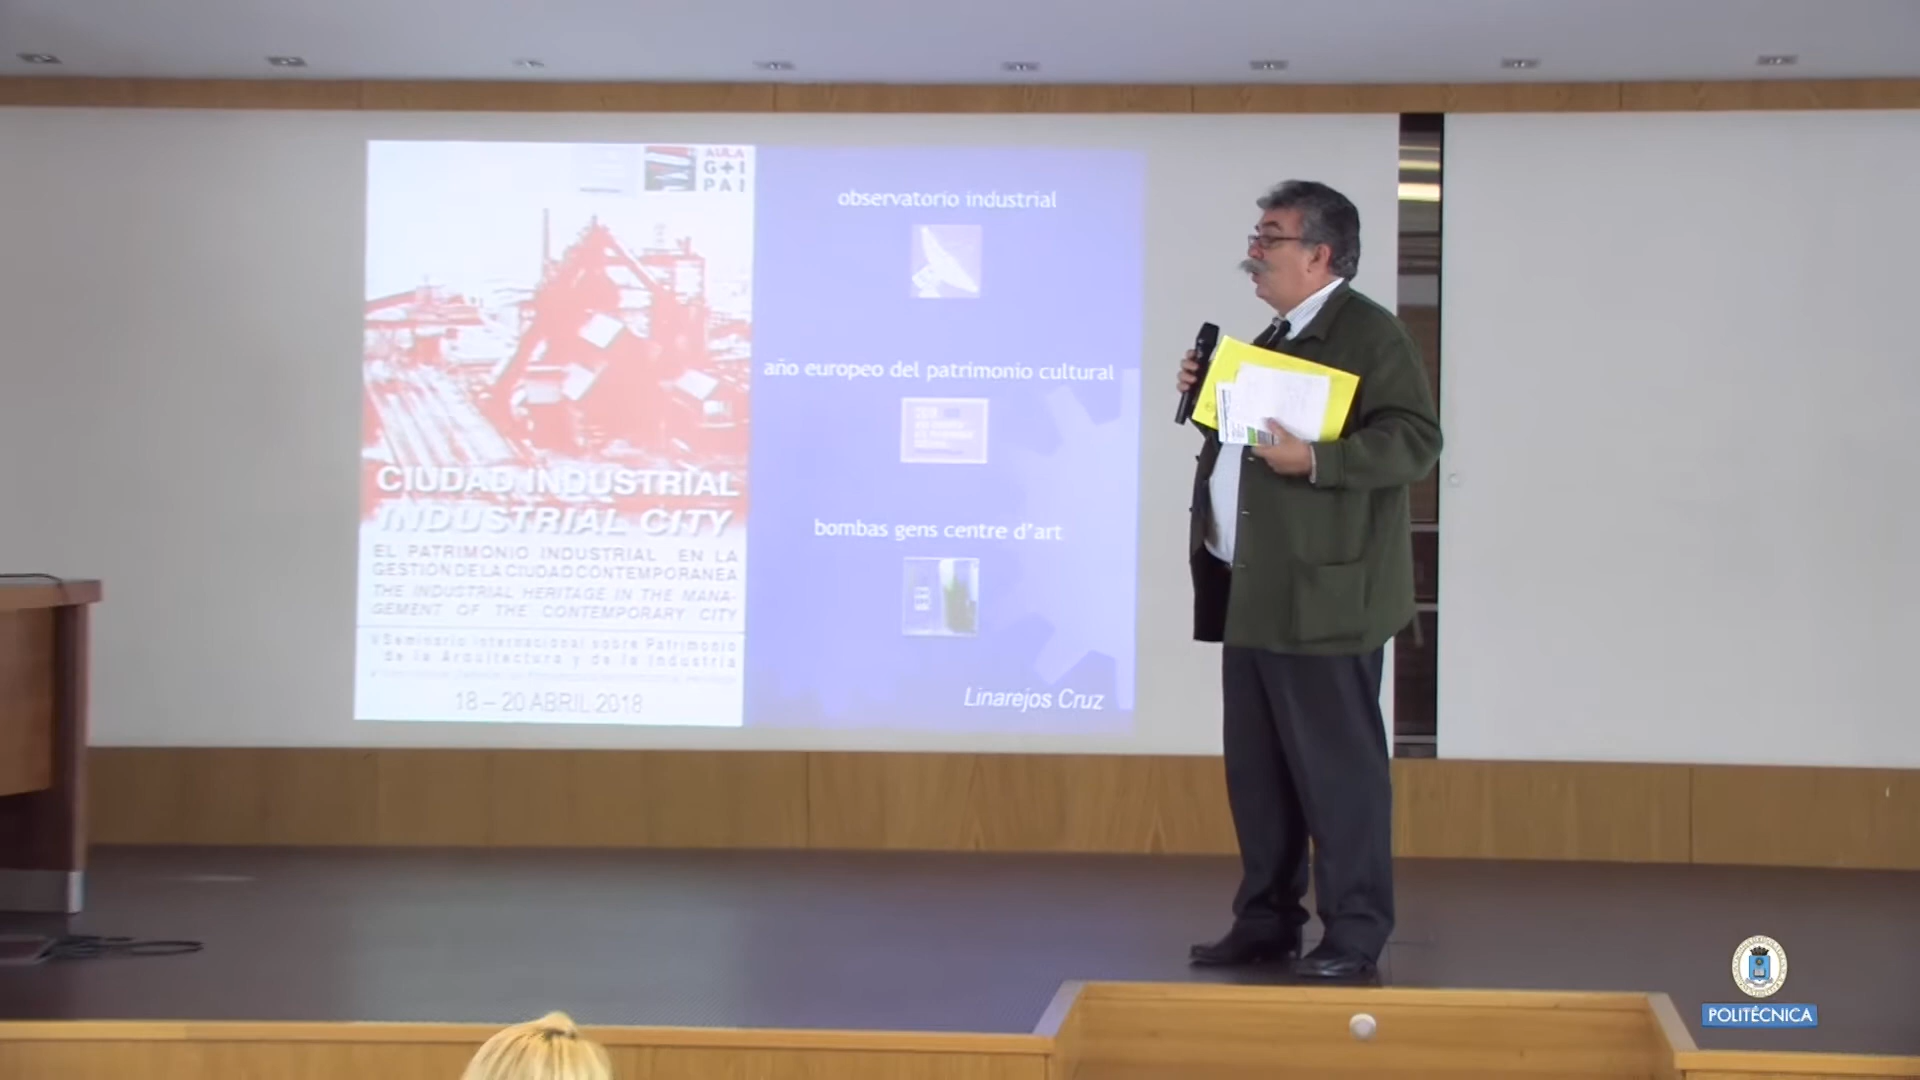 AULA
G+I
PAI
CIUDAD INDUSTRIAL
INDUSTRIAL CITY
EL PATRIMONIO INDUSTRIAL EN LA
GESTION DE LA CIUDAD CONTEMPORANEA
THE INDUSTRIAL HERITAGE IN THE MANA-
GEMENT OF THE CONTEMPORARY CITY
Seminario Internacional sobre Patrimonio
de la Arquitectura y de la Industria
18 – 20 ABRIL 2018
observatorio industrial
año europeo del patrimonio cultural
bombas gens centre d'art
Linarejos Cruz
POLITÉCNICA